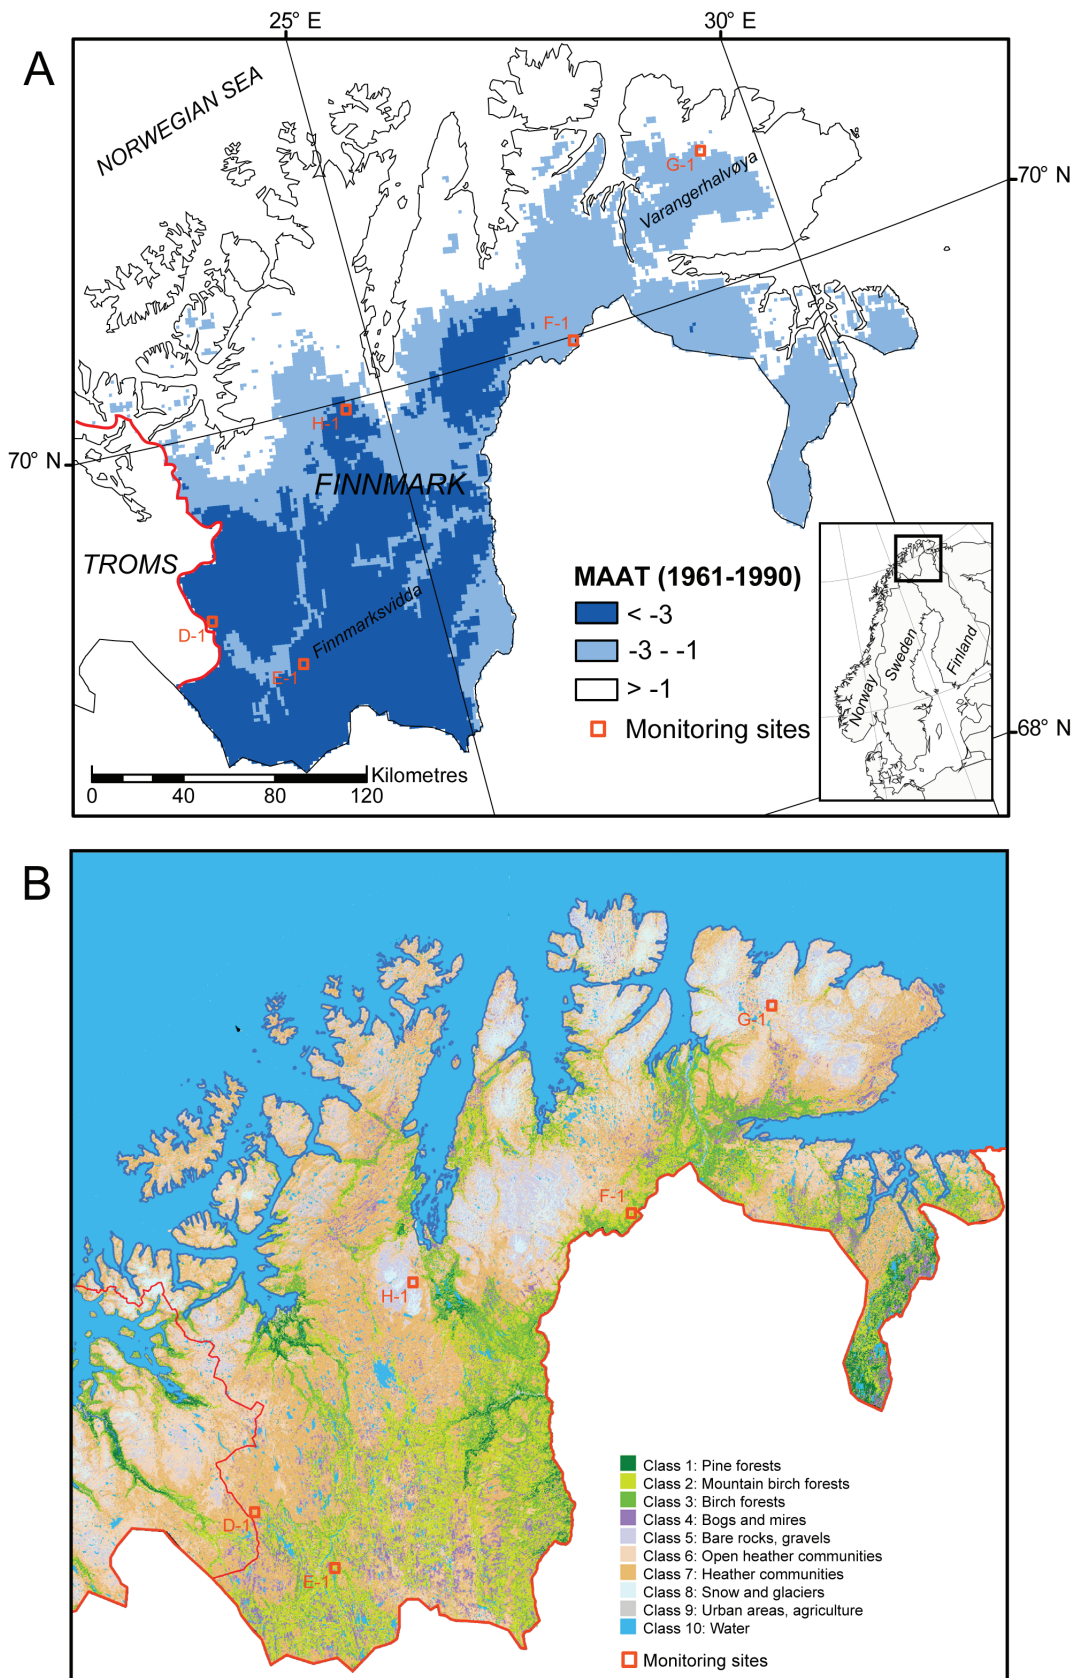 25° E
30° E
A
NORWEGIAN SEA
G-1
Varangerhalvøya
70° N
F-1
H-1
70° N
FINNMARK
TROMS
MAAT (1961-1990)
< -3
D-1
Finnmarksvidda
-3 - -1
E-1
> -1
Monitoring sites
Norway
Sweden
Finland
68° N
Kilometres
0 40 80 120
B
G-1
F-1
H-1
D-1
E-1
Class 1: Pine forests
Class 2: Mountain birch forests
Class 3: Birch forests
Class 4: Bogs and mires
Class 5: Bare rocks, gravels
Class 6: Open heather communities
Class 7: Heather communities
Class 8: Snow and glaciers
Class 9: Urban areas, agriculture
Class 10: Water
Monitoring sites